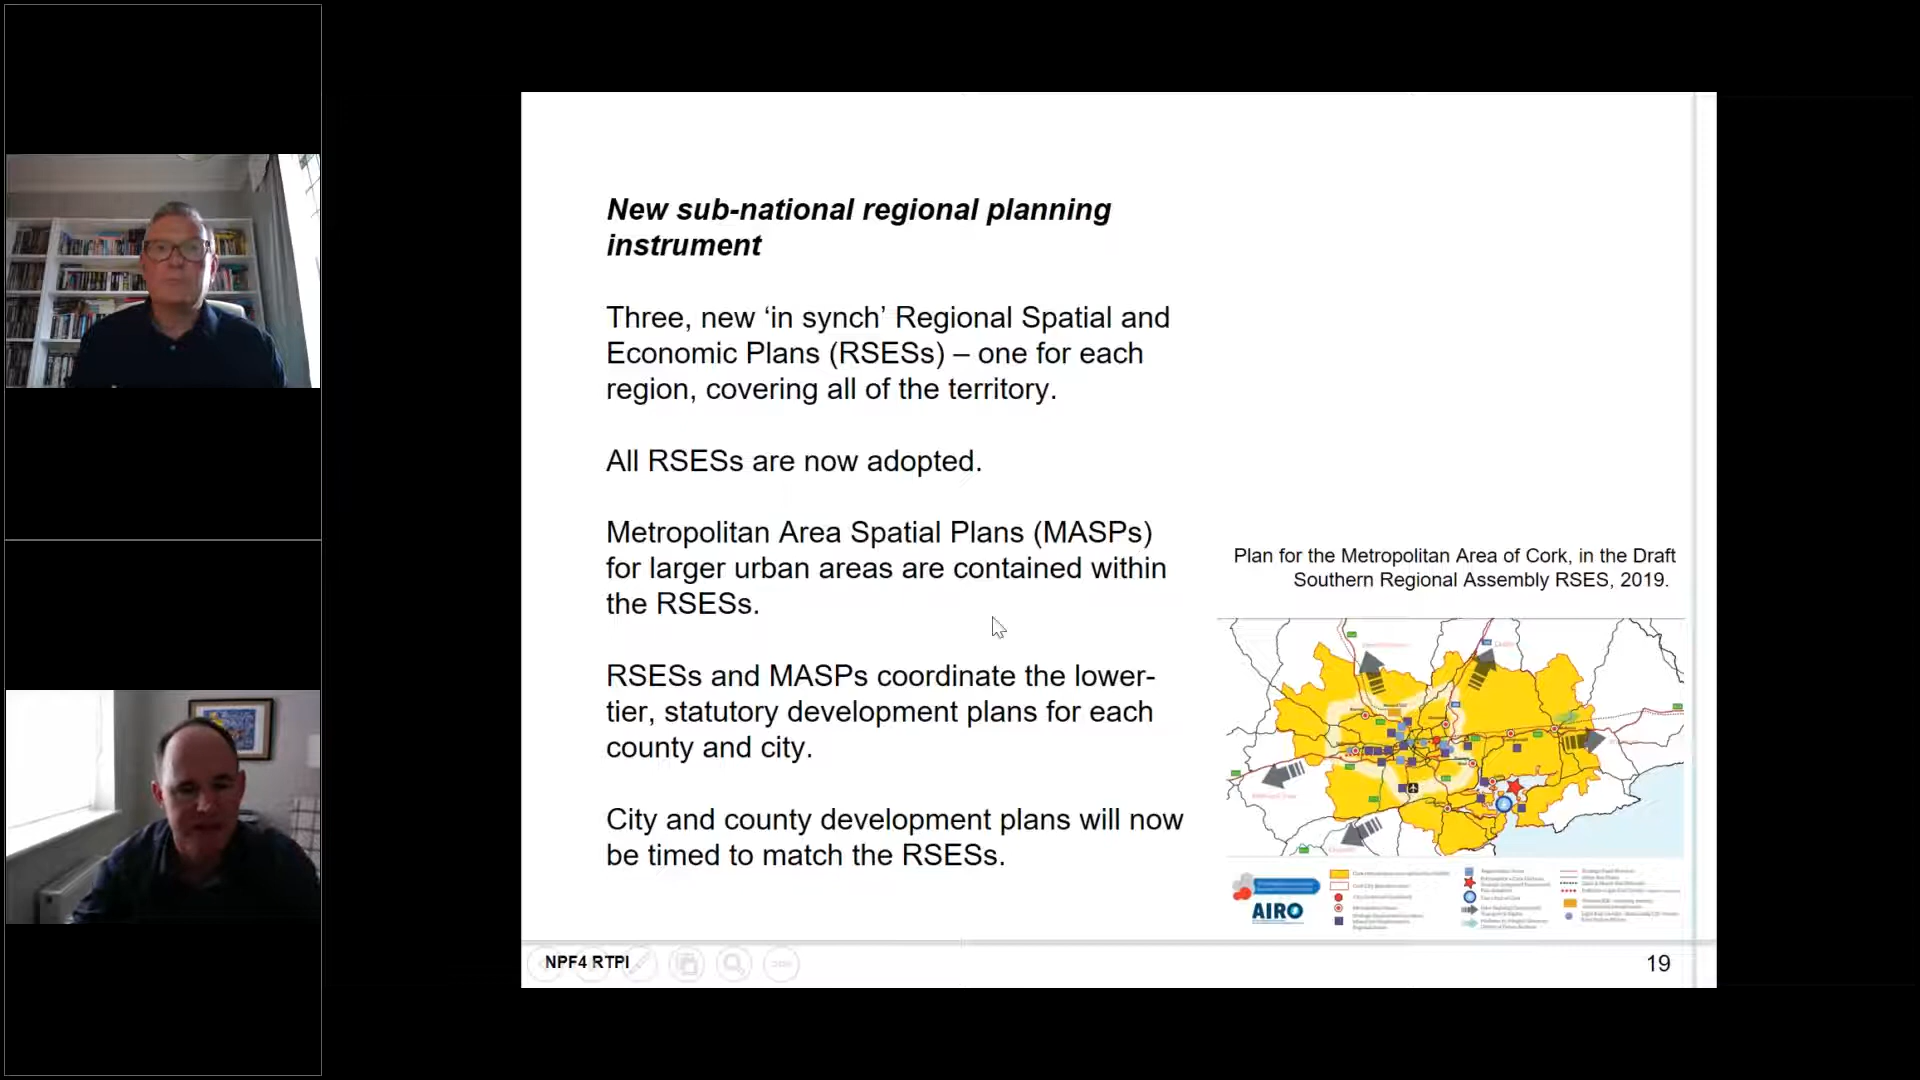 New sub-national regional planning
instrument
Three, new ‘in synch’ Regional Spatial and
Economic Plans (RSESs) – one for each
region, covering all of the territory.
All RSESs are now adopted.
Metropolitan Area Spatial Plans (MASPs)
for larger urban areas are contained within
the RSESs.
RSESs and MASPs coordinate the lower-
tier, statutory development plans for each
county and city.
City and county development plans will now
be timed to match the RSESs.
Plan for the Metropolitan Area of Cork, in the Draft
Southern Regional Assembly RSES, 2019.
AIRO
NPF4 RTPI
19